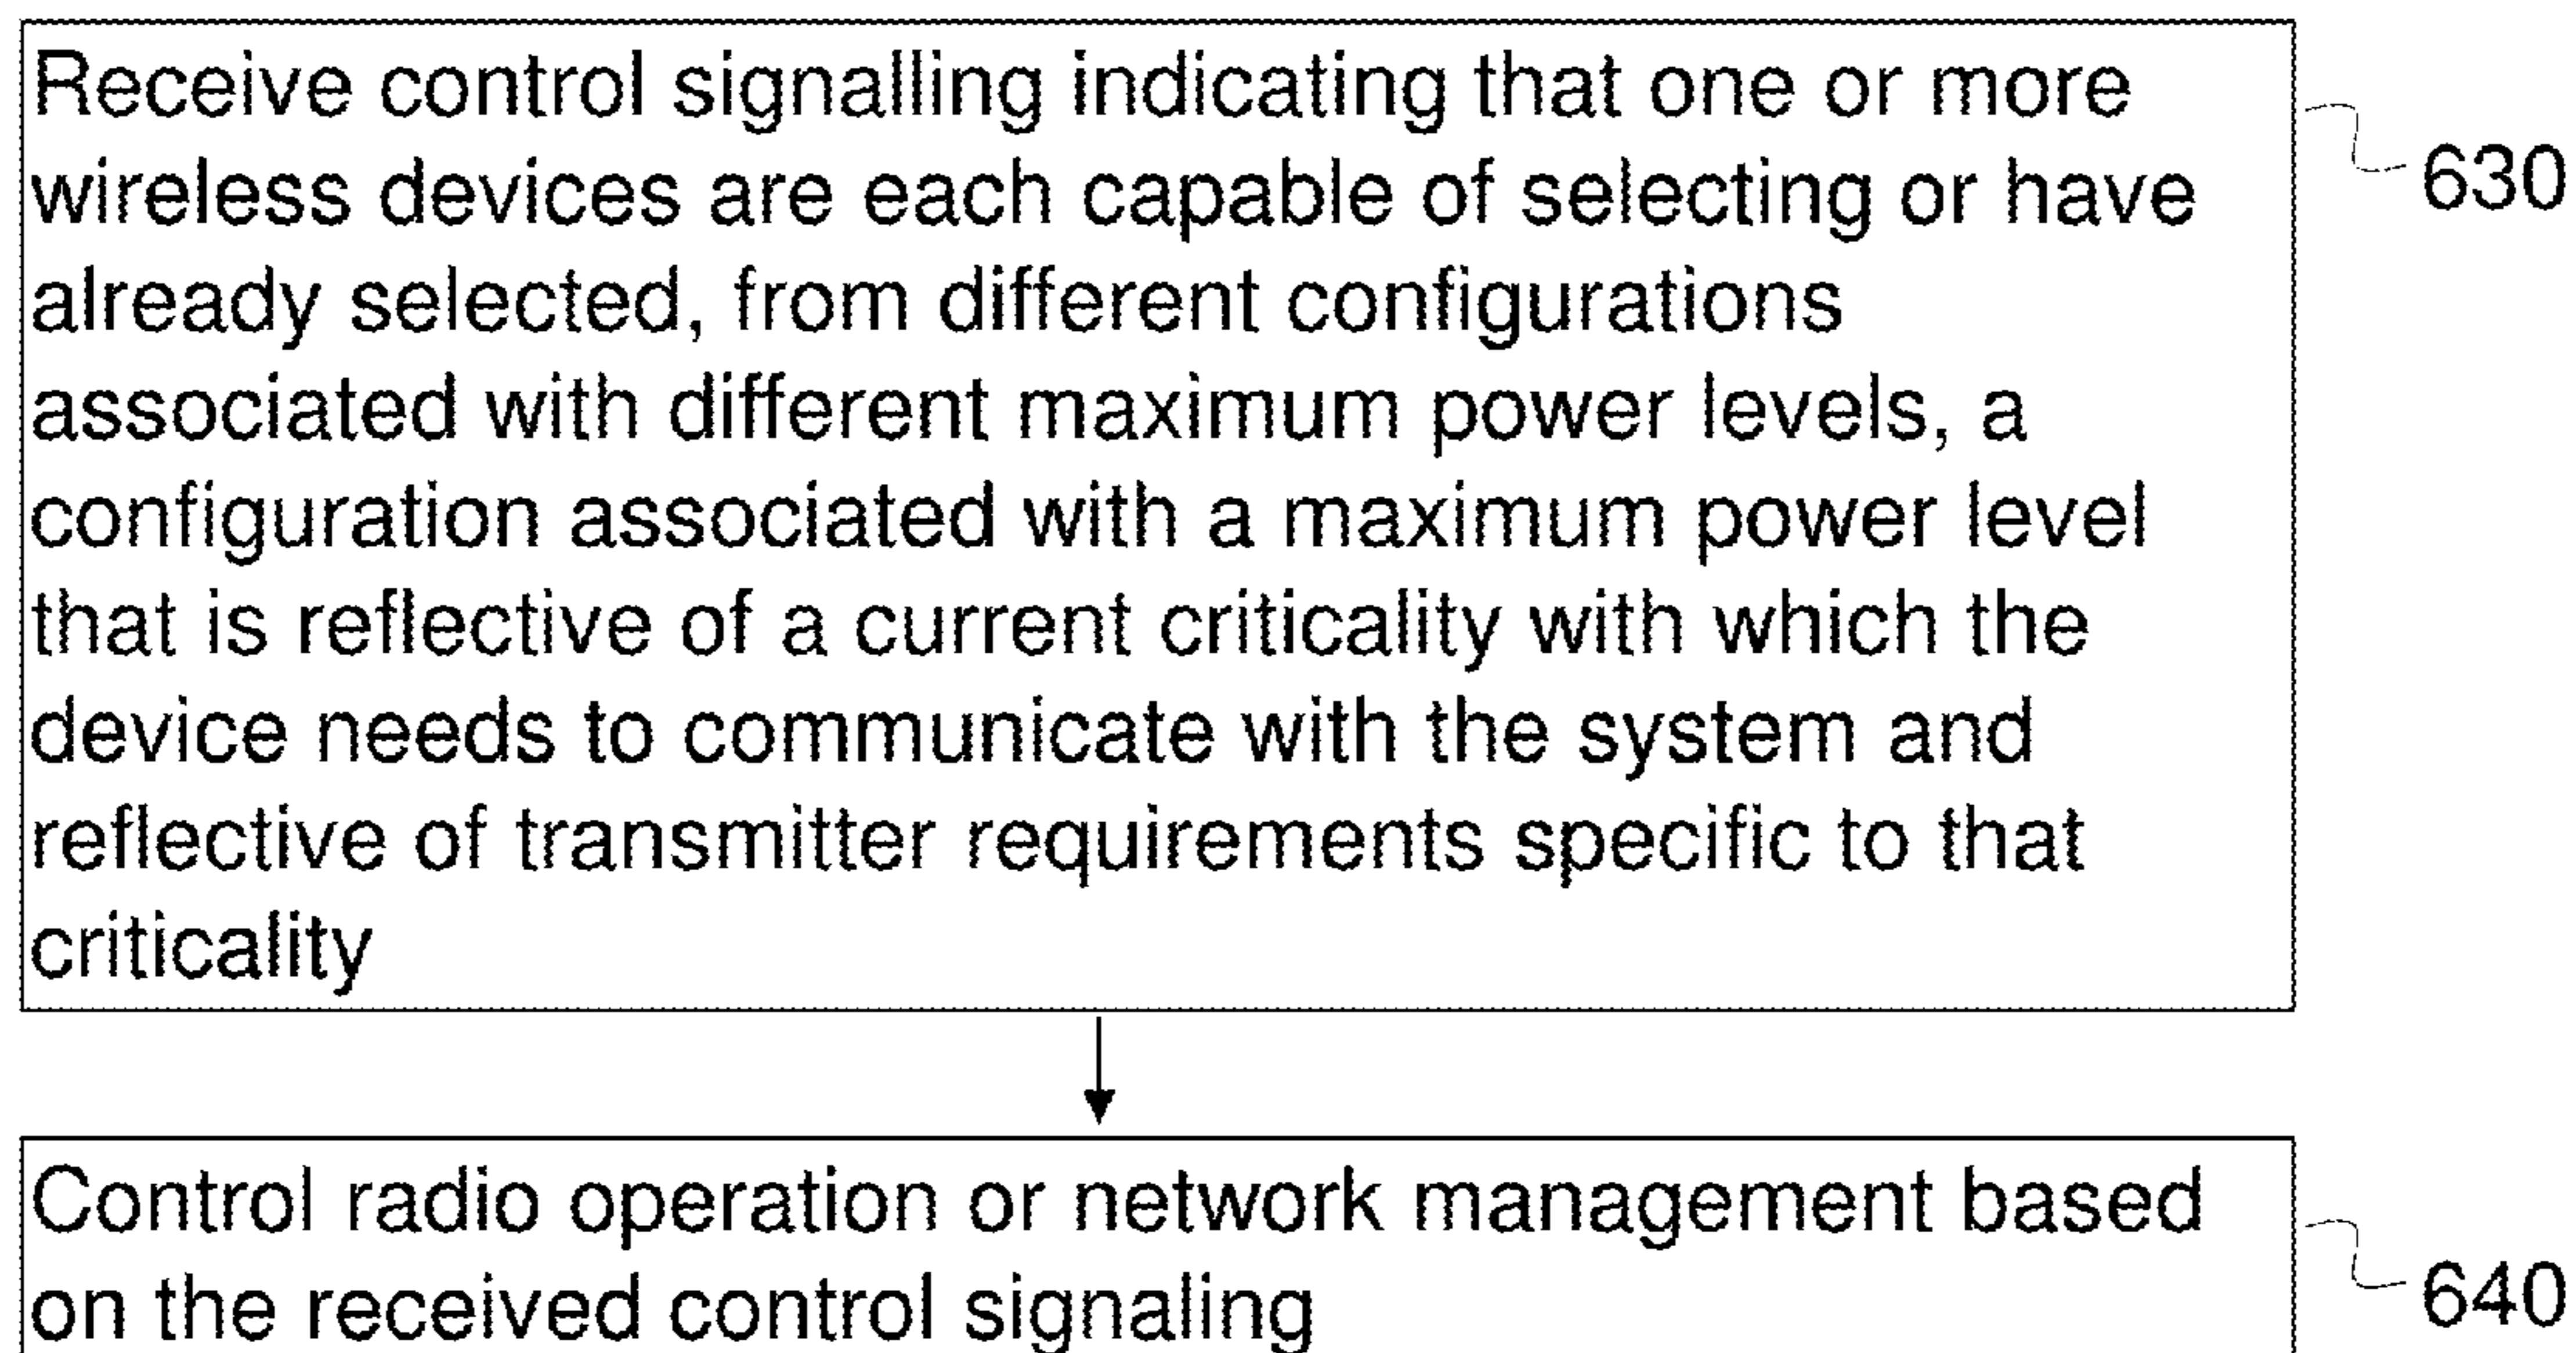 Receive control signalling indicating that one or more
wireless devices are each capable of selecting or have
630
already selected, from different configurations
associated with different maximum power levels, a
configuration associated with a maximum power level
that is reflective of a current criticality with which the
device needs to communicate with the system and
reflective of transmitter requirements specific to that
criticality
Control radio operation or network management based
on the received control signaling
640